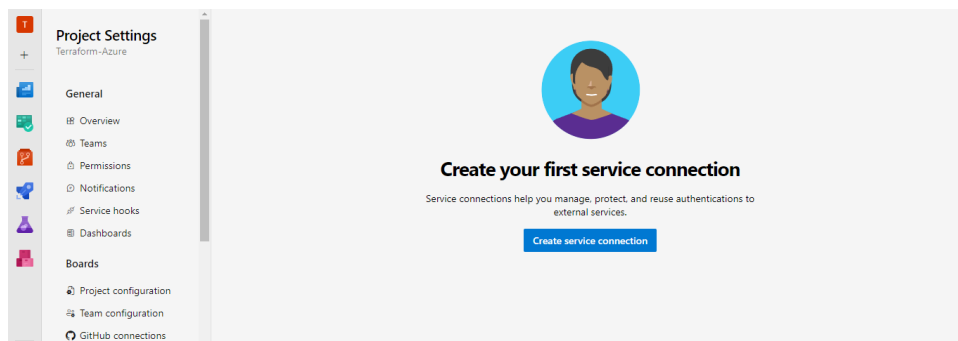 T
Project Settings
Terraform-Azure
General
Overview
Teams
Permissions
Notifications
Service hooks
Dashboards
Boards
Project configuration
Team configuration
GitHub connections
Create your first service connection
Service connections help you manage, protect, and reuse authentications to
external services.
Create service connection